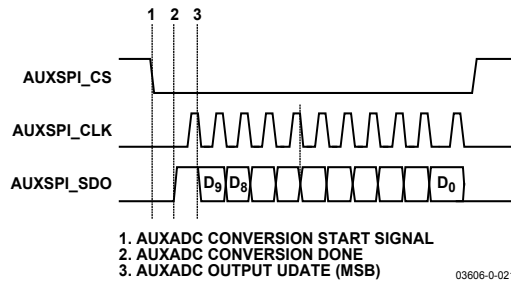 1 2 3
AUXSPI_CS
AUXSPI_CLK
AUXSPI_SDO D9 D8 D0
1. AUXADC CONVERSION START SIGNAL
2. AUXADC CONVERSION DONE
3. AUXADC OUTPUT UDATE (MSB)
03606-0-021